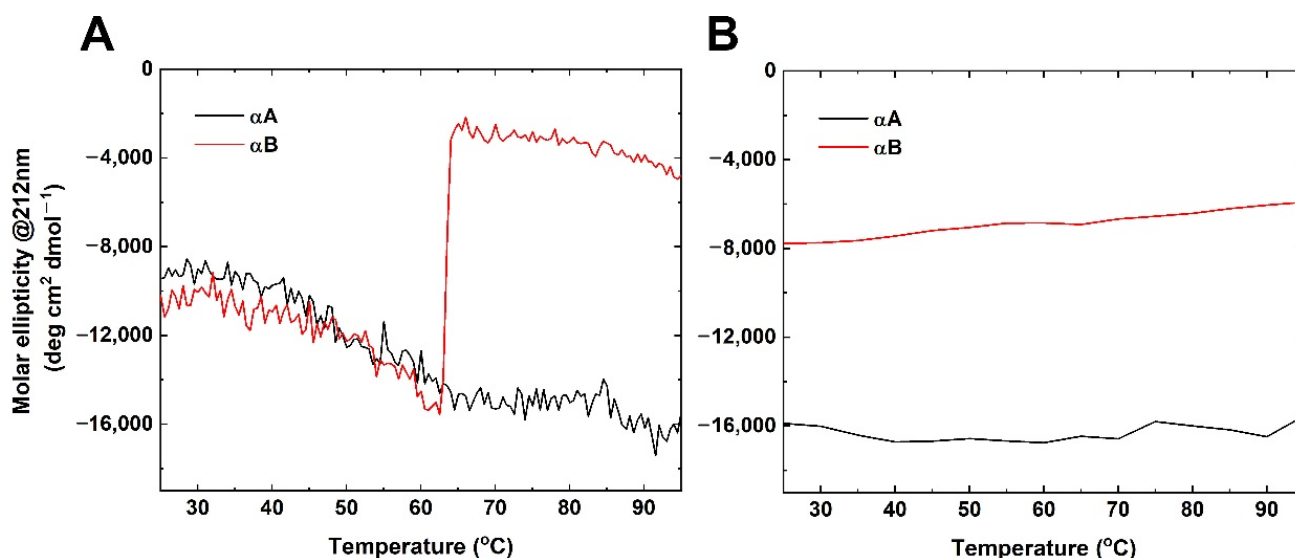 A
B
Molar ellipticity @212nm
(deg cm² dmol⁻¹)
0
−4,000
−8,000
−12,000
−16,000
αA
αB
30 40 50 60 70 80 90
Temperature (°C)
0
−4,000
−8,000
−12,000
−16,000
αA
αB
30 40 50 60 70 80 90
Temperature (°C)